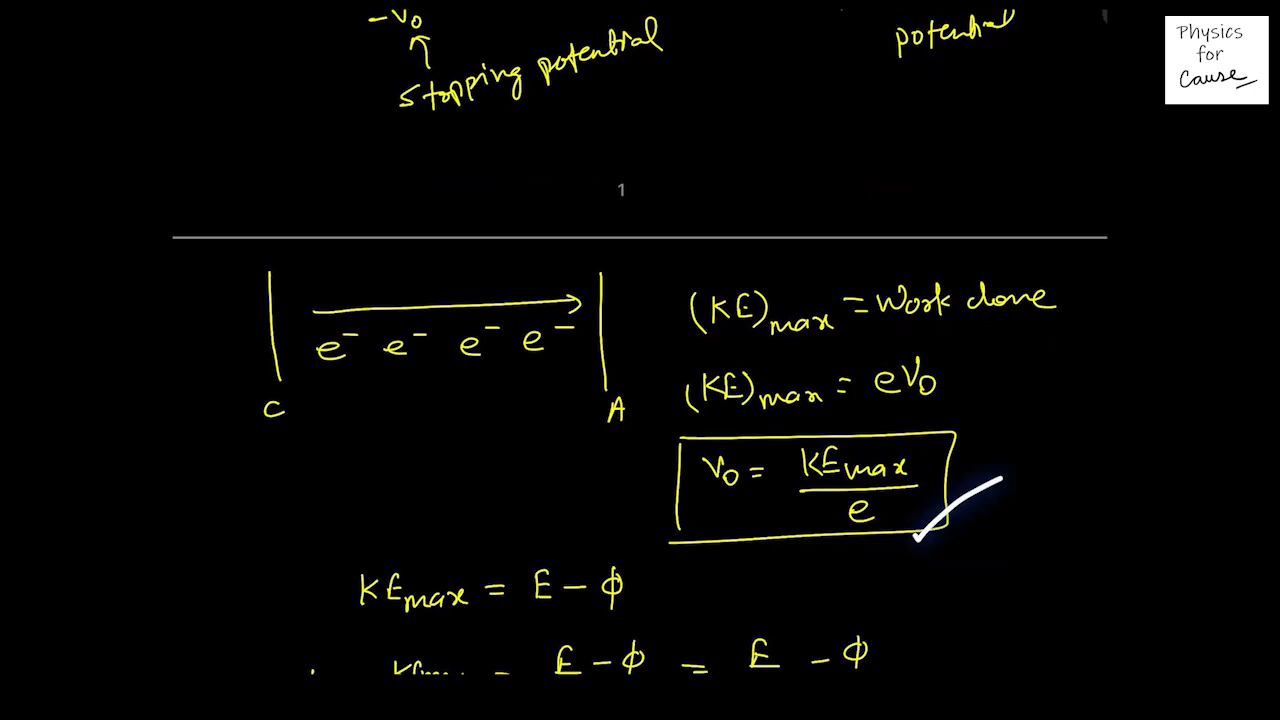 -V₀
↑
Stopping potential
potential
Physics
for
Cause
1
e⁻ e⁻ e⁻ e⁻
C
A
(KE)max = Work done
(KE)max = eV₀
V₀ = KEmax / e
KEmax = E - ϕ
E - ϕ = E - ϕ